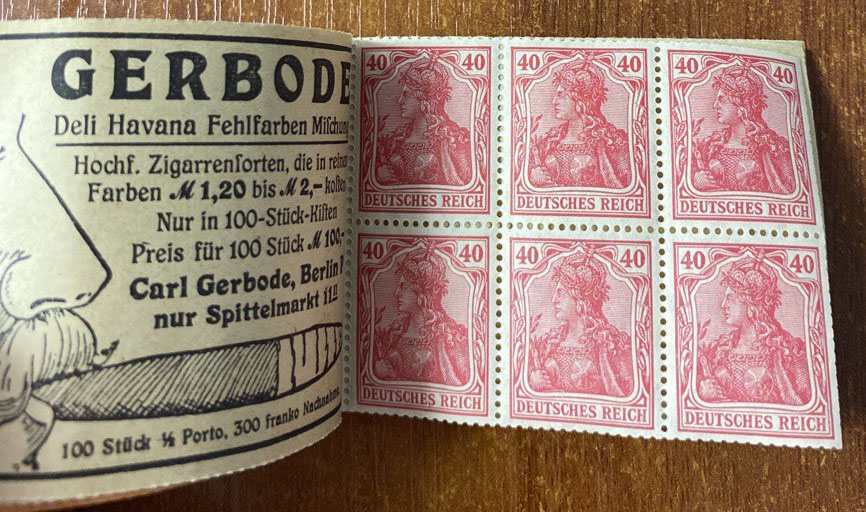 GERBODE
Deli Havana Fehlfarben Miſchung
Hochf. Zigarrenſorten, die in reinen
Farben ℳ 1,20 bis ℳ 2,– koſten
Nur in 100-Stück-Kiſten
Preis für 100 Stück ℳ 100,-
Carl Gerbode, Berlin
nur Spittelmarkt
100 Stück ½ Porto, 300 franko Nachnahme
40 40 40 40 40 40
DEUTSCHES REICH DEUTSCHES REICH DEUTSCHES REICH
40 40 40 40 40 40
DEUTSCHES REICH DEUTSCHES REICH DEUTSCHES REICH